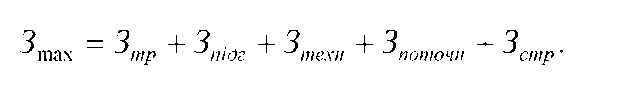 З_max = З_тр + З_підг + З_техн + З_поточн − З_стр.